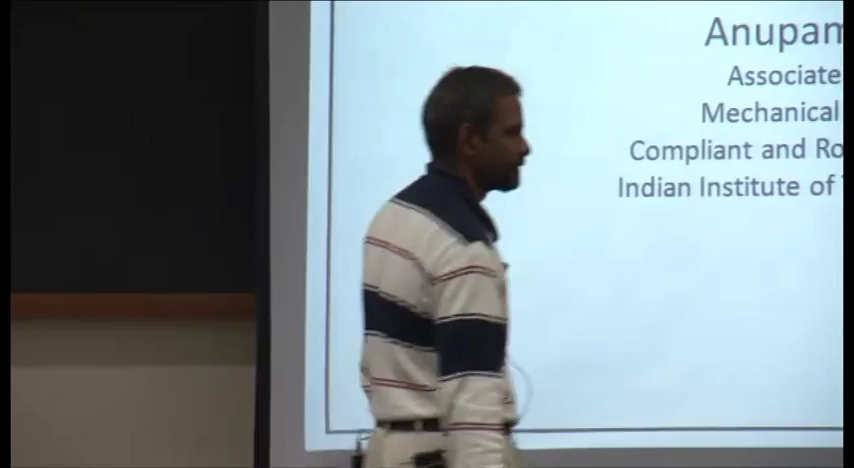 Anupam
Associate
Mechanical
Compliant and Ro
Indian Institute of